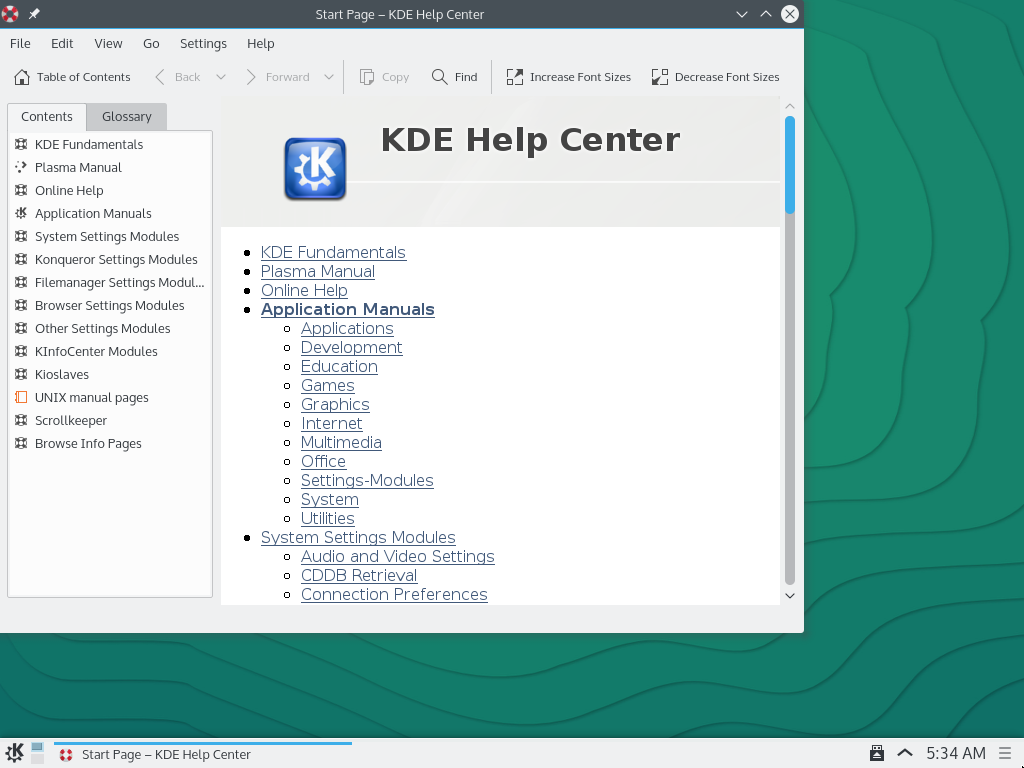 Start Page – KDE Help Center
File Edit View Go Settings Help
Table of Contents Back Forward Copy Find Increase Font Sizes Decrease Font Sizes
Contents Glossary
KDE Fundamentals
Plasma Manual
Online Help
Application Manuals
System Settings Modules
Konqueror Settings Modules
Filemanager Settings Modul...
Browser Settings Modules
Other Settings Modules
KInfoCenter Modules
Kioslaves
UNIX manual pages
Scrollkeeper
Browse Info Pages
KDE Help Center
KDE Fundamentals
Plasma Manual
Online Help
Application Manuals
Applications
Development
Education
Games
Graphics
Internet
Multimedia
Office
Settings-Modules
System
Utilities
System Settings Modules
Audio and Video Settings
CDDB Retrieval
Connection Preferences
Start Page – KDE Help Center
5:34 AM